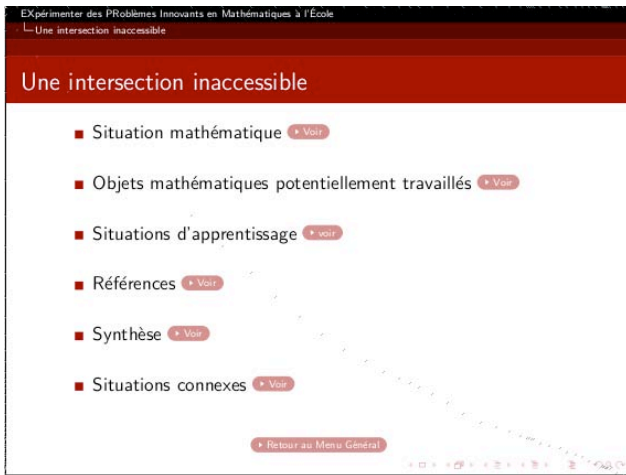 EXpérimenter des PRoblèmes Innovants en Mathématiques à l'École
Une intersection inaccessible
Une intersection inaccessible
Situation mathématique Voir
Objets mathématiques potentiellement travaillés Voir
Situations d'apprentissage voir
Références Voir
Synthèse Voir
Situations connexes Voir
Retour au Menu Général